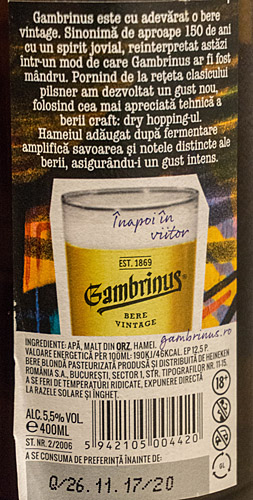 Gambrinus este cu adevărat o bere
vintage. Sinonimă de aproape 150 de ani
cu un spirit jovial, reinterpretat astăzi
într-un mod de care Gambrinus ar fi fost
mândru. Pornind de la rețeta clasicului
pilsner am dezvoltat un gust nou,
folosind cea mai apreciată tehnică a
berii craft: dry hopping-ul.
Hameiul adăugat după fermentare
amplifică savoarea și notele distincte ale
berii, asigurându-i un gust intens.
Înapoi în
viitor
EST. 1869
Gambrinus
BERE
VINTAGE
gambrinus.ro
INGREDIENTE: APĂ, MALȚ DIN ORZ, HAMEI.
VALOARE ENERGETICĂ PER 100ML: 190KJ/46KCAL. EP 12.5 P.
BERE BLONDĂ PASTEURIZATĂ PRODUSĂ ȘI DISTRIBUITĂ DE HEINEKEN
ROMÂNIA S.A., BUCUREȘTI, SECTOR 1, STR. TIPOGRAFILOR NR. 11-15.
A SE FERI DE TEMPERATURI RIDICATE, EXPUNERE DIRECTĂ
LA RAZELE SOLARE ȘI ÎNGHEȚ.
18+
ALC.5,5% VOL.
℮400ML
ST. NR. 2/2006
5 942105 004420
GL
A SE CONSUMA DE PREFERINȚĂ ÎNAINTE DE:
Q/26.11.17/20